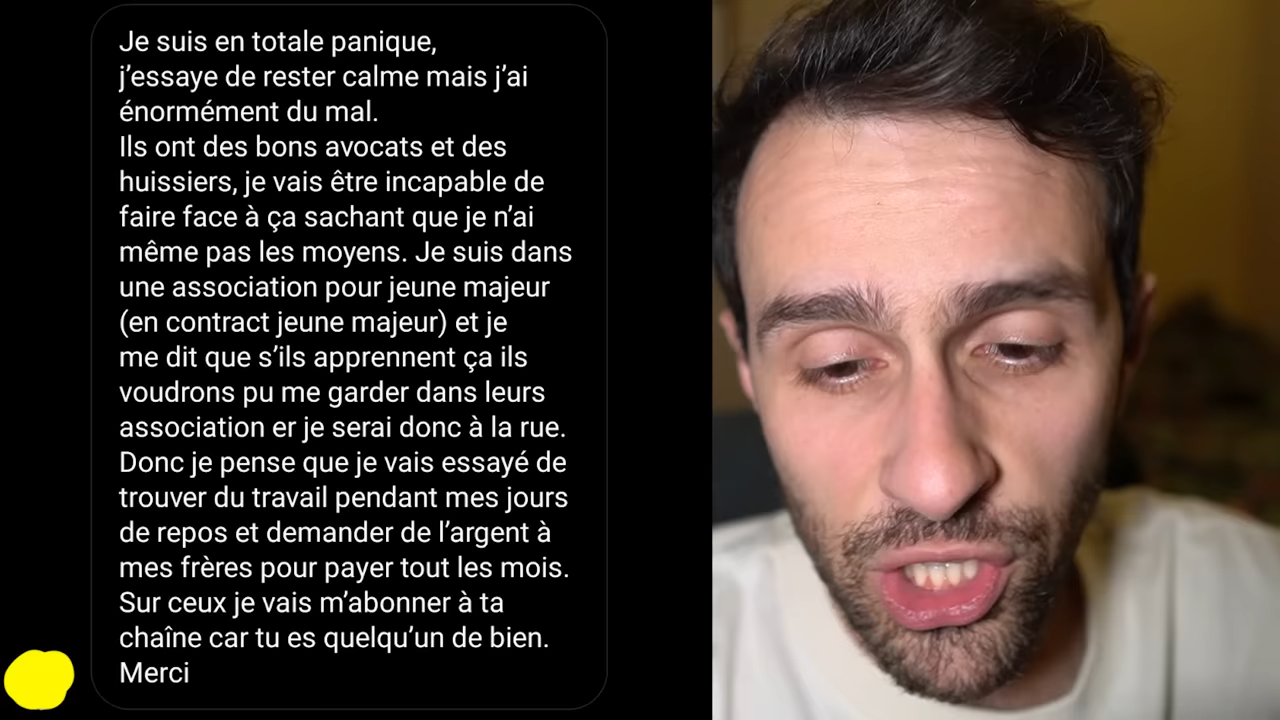 Je suis en totale panique,
j’essaye de rester calme mais j’ai
énormément du mal.
Ils ont des bons avocats et des
huissiers, je vais être incapable de
faire face à ça sachant que je n’ai
même pas les moyens. Je suis dans
une association pour jeune majeur
(en contract jeune majeur) et je
me dit que s’ils apprennent ça ils
voudrons pu me garder dans leurs
association er je serai donc à la rue.
Donc je pense que je vais essayé de
trouver du travail pendant mes jours
de repos et demander de l’argent à
mes frères pour payer tout les mois.
Sur ceux je vais m’abonner à ta
chaîne car tu es quelqu’un de bien.
Merci